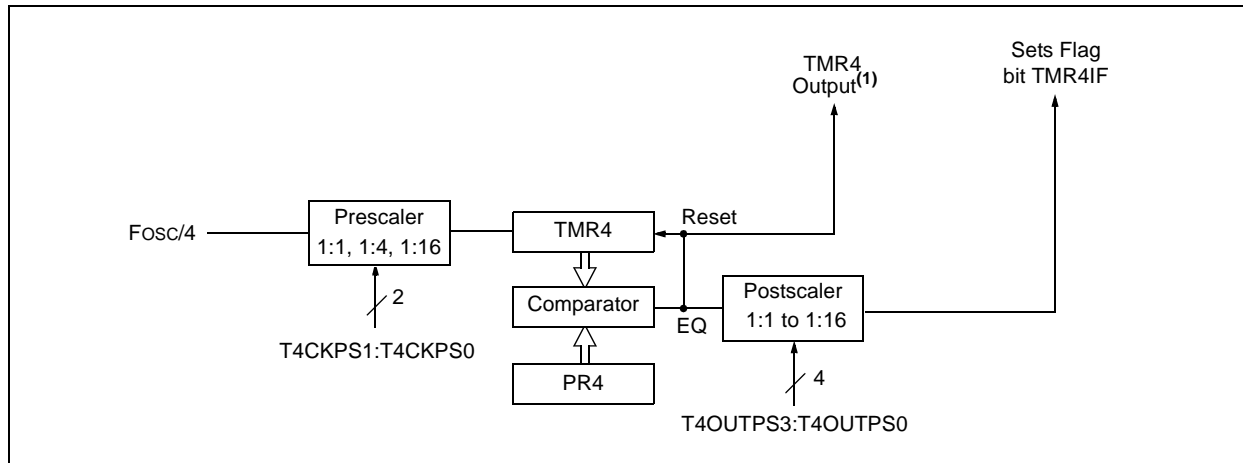 TMR4
Output(1)
Sets Flag
bit TMR4IF
FOSC/4
Prescaler
1:1, 1:4, 1:16
TMR4
Reset
2
T4CKPS1:T4CKPS0
Comparator
EQ
Postscaler
1:1 to 1:16
PR4
4
T4OUTPS3:T4OUTPS0